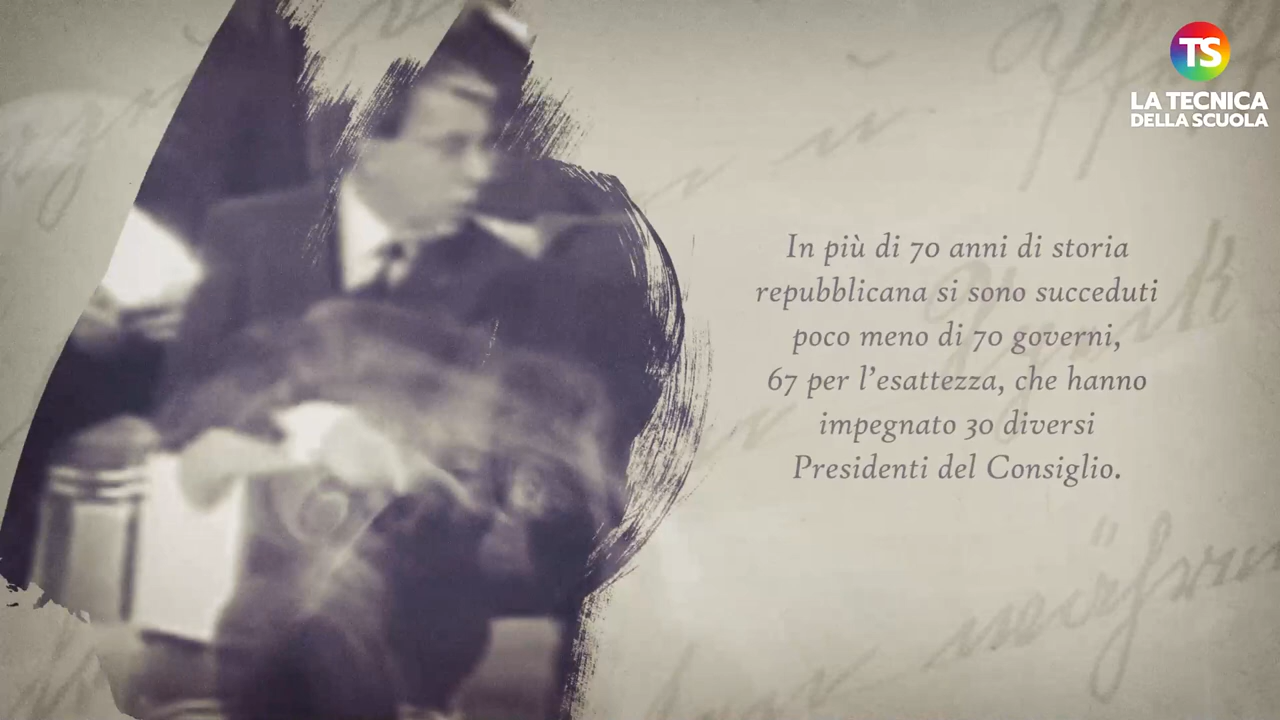 TS
LA TECNICA
DELLA SCUOLA
In più di 70 anni di storia
repubblicana si sono succeduti
poco meno di 70 governi,
67 per l’esattezza, che hanno
impegnato 30 diversi
Presidenti del Consiglio.